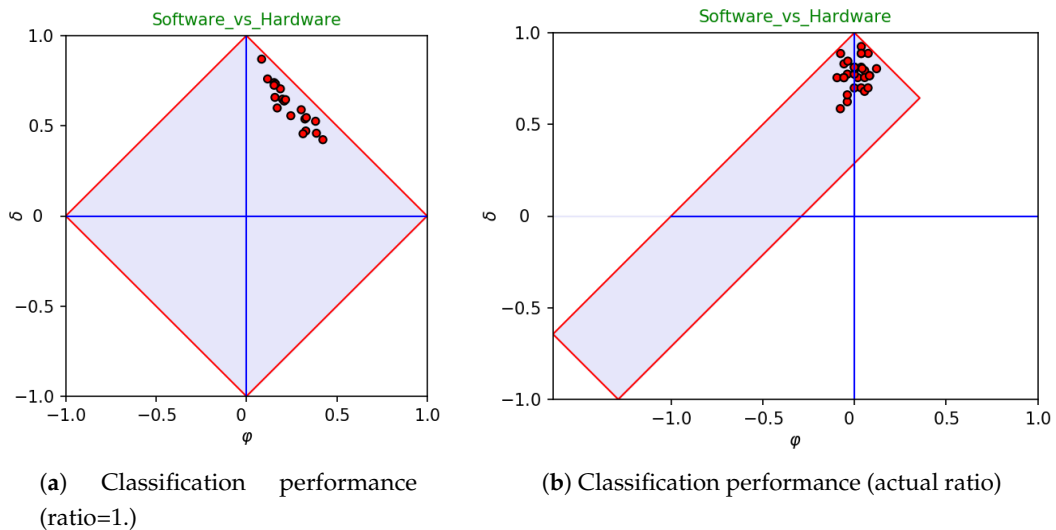 Software_vs_Hardware
1.0
0.5
δ 0
−0.5
−1.0
−1.0 −0.5 0 0.5 1.0
φ
(a) Classification performance
(ratio=1.)
Software_vs_Hardware
1.0
0.5
δ 0
−0.5
−1.0
−1.0 −0.5 0 0.5 1.0
φ
(b) Classification performance (actual ratio)